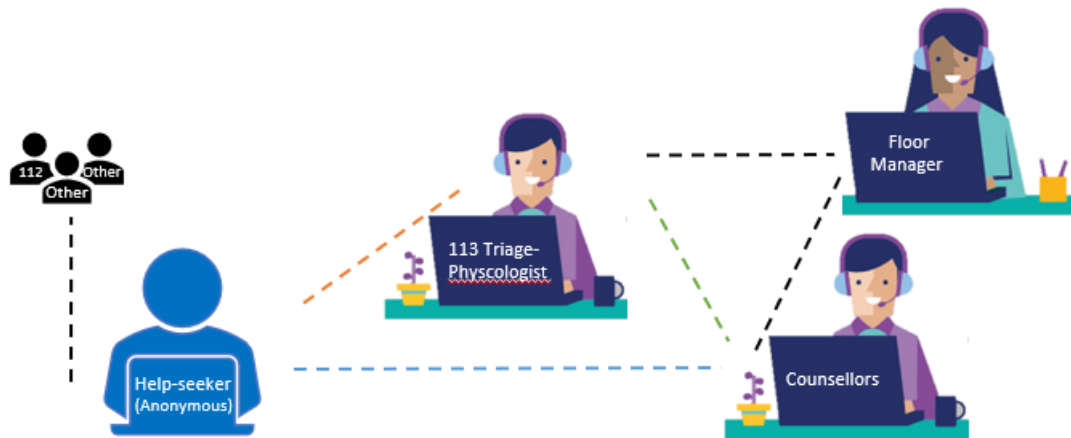 112
Other
Other
Help-seeker
(Anonymous)
113 Triage-
Physcologist
Floor
Manager
Counsellors